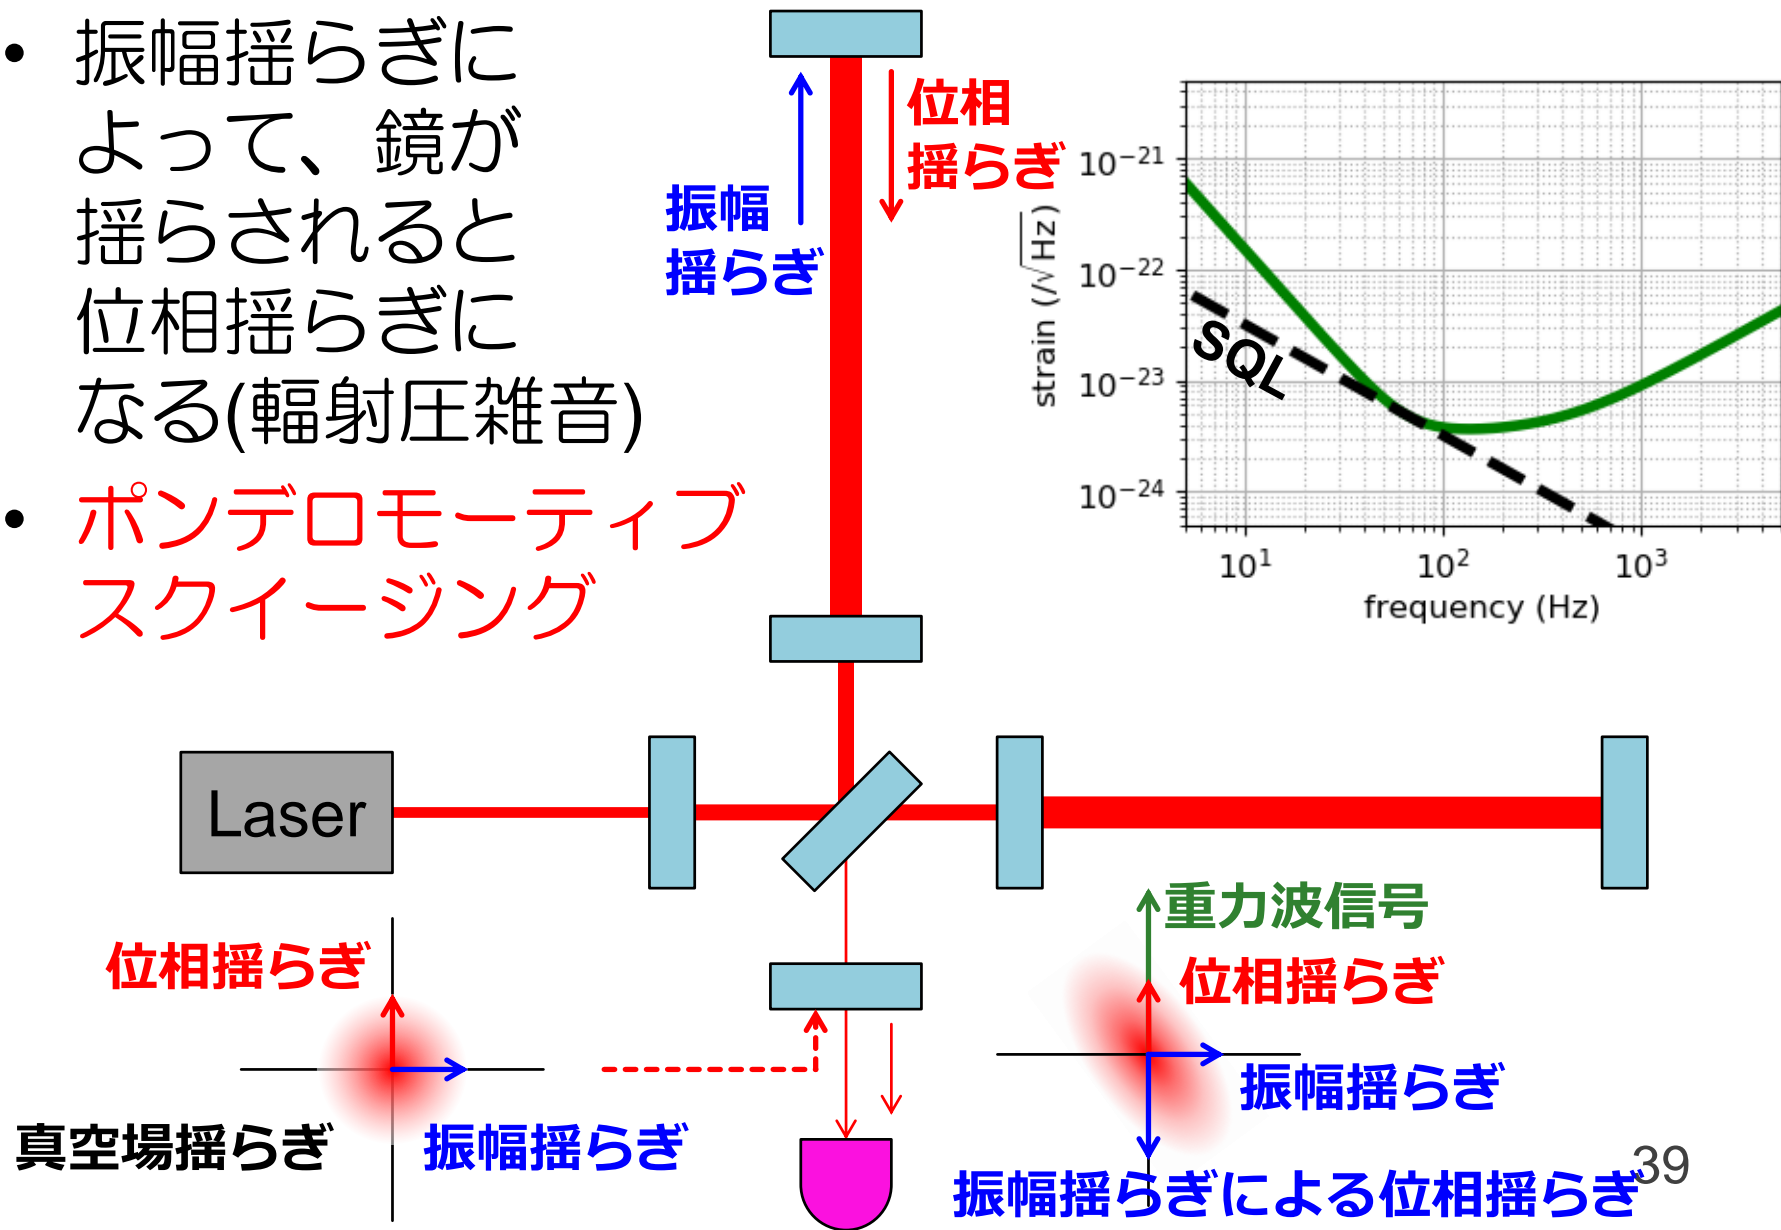 • 振幅揺らぎに
よって、鏡が
揺らされると
位相揺らぎに
なる(輻射圧雑音)
• ポンデロモーティブ
スクイージング
位相
揺らぎ
振幅
揺らぎ
strain (/√Hz)
10⁻²¹
10⁻²²
10⁻²³
10⁻²⁴
SQL
10¹
10²
10³
frequency (Hz)
Laser
位相揺らぎ
真空場揺らぎ
振幅揺らぎ
重力波信号
位相揺らぎ
振幅揺らぎ
振幅揺らぎによる位相揺らぎ
39